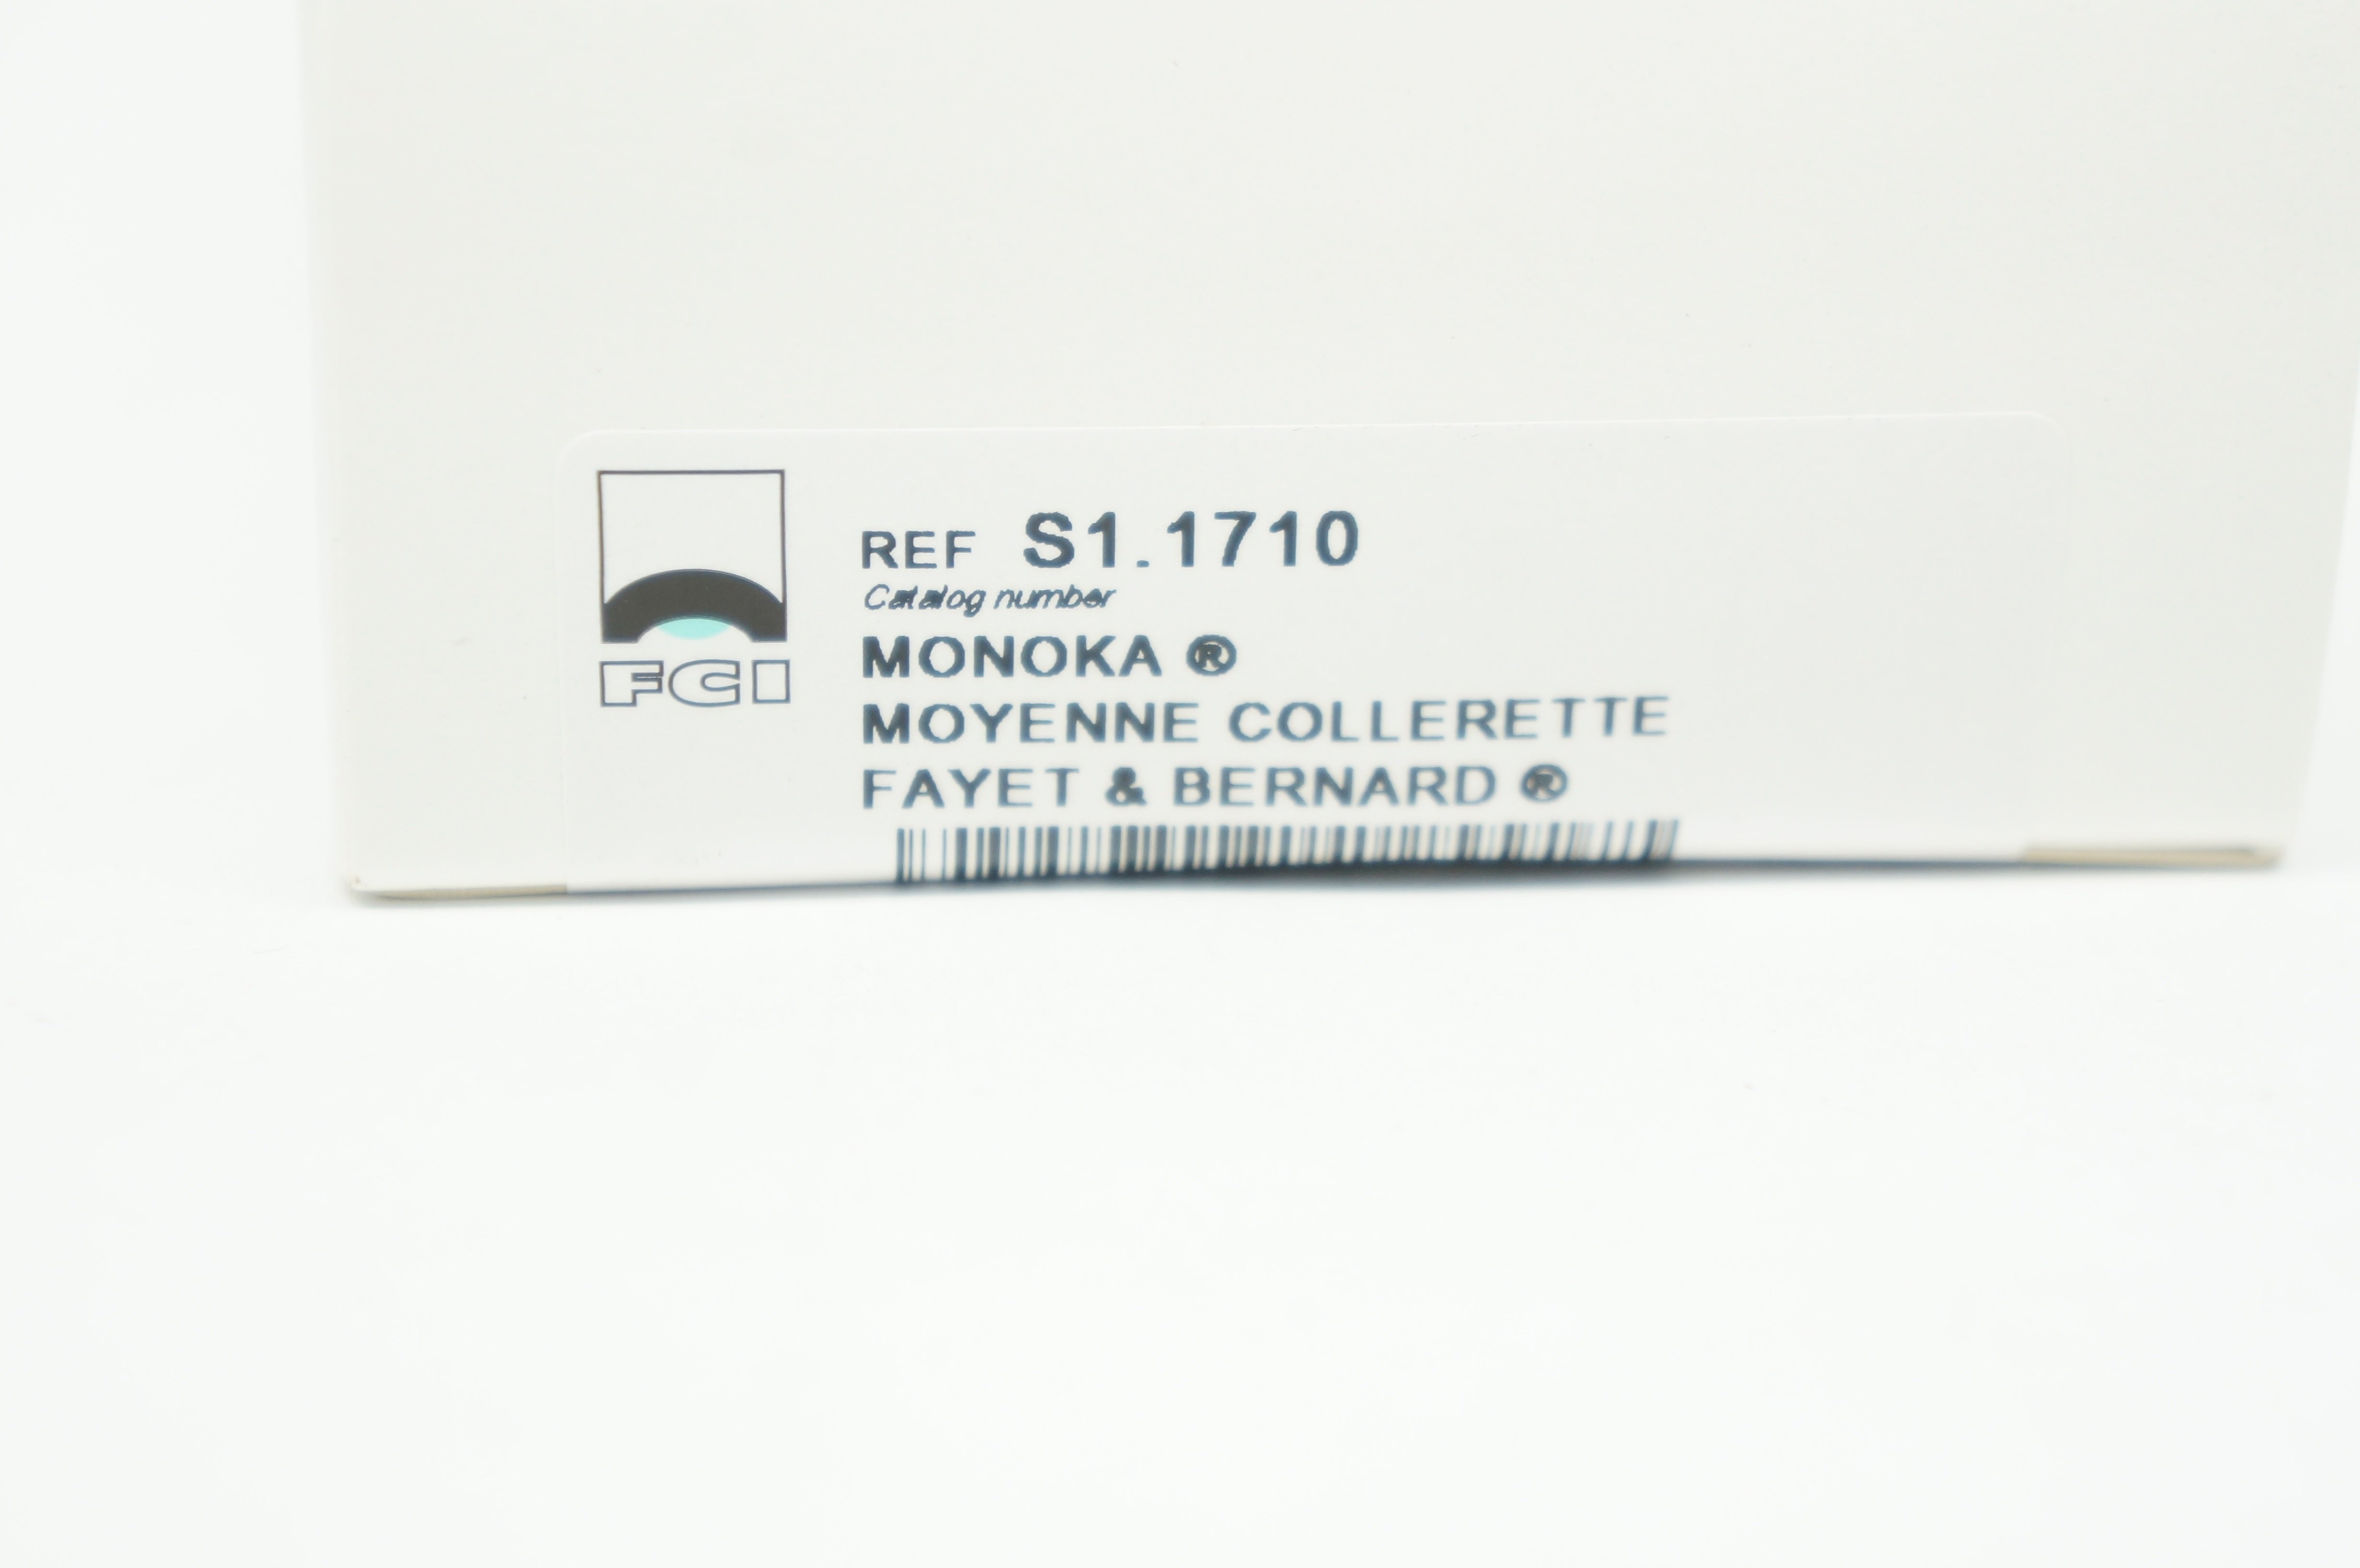 FCI
REF S1.1710
Catalog number
MONOKA ®
MOYENNE COLLERETTE
FAYET & BERNARD ®